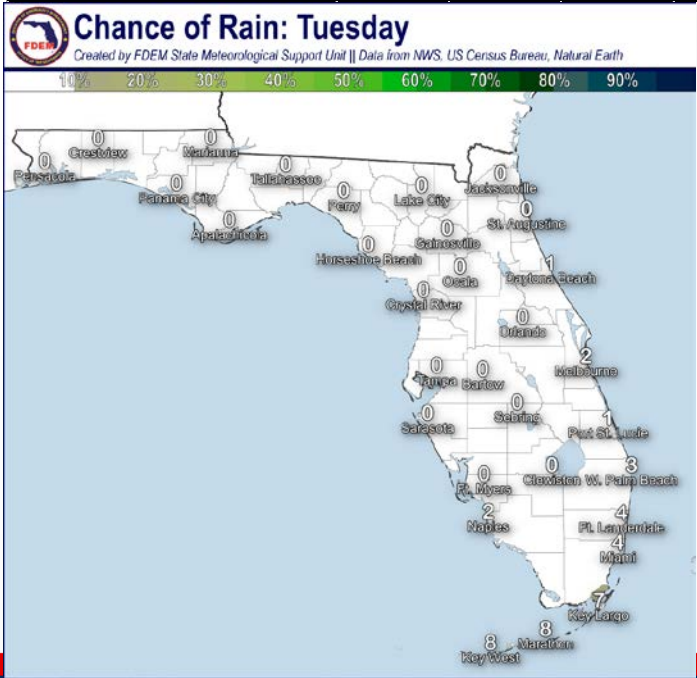 FDEM
Chance of Rain: Tuesday
Created by FDEM State Meteorological Support Unit || Data from NWS, US Census Bureau, Natural Earth
10% 20% 30% 40% 50% 60% 70% 80% 90%
0 Crestview
0 Marianna
0 Pensacola
0 Tallahassee
0 Jacksonville
0 Panama City
0 Perry
0 Lake City
0 Apalachicola
0 St. Augustine
0 Gainesville
0 Horseshoe Beach
0 Ocala
1 Daytona Beach
0 Crystal River
0 Orlando
2 Melbourne
0 Tampa
0 Bartow
0 Sebring
0 Sarasota
1 Port St. Lucie
0 Ft. Myers
0 Clewiston
3 W. Palm Beach
2 Naples
4 Ft. Lauderdale
4 Miami
7 Key Largo
8 Marathon
8 Key West